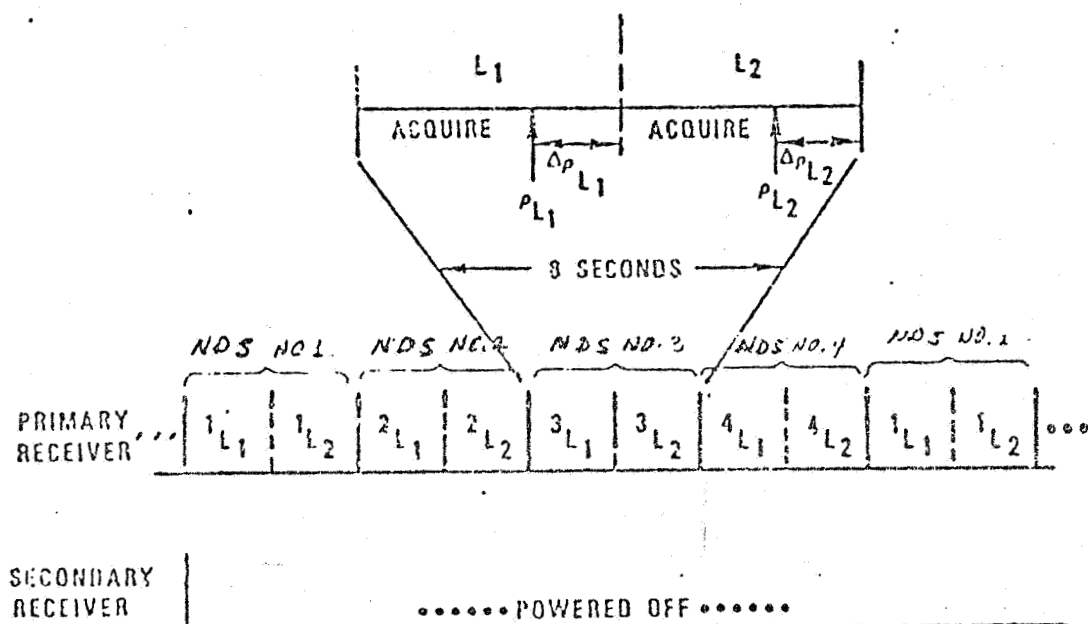 L1 L2
ACQUIRE ACQUIRE
ΔρL1 ΔρL2
ρL1 ρL2
8 SECONDS
NDS NO.1 NDS NO.2 NDS NO.3 NDS NO.4 NDS NO.1
PRIMARY RECEIVER ... 1L1 1L2 2L1 2L2 3L1 3L2 4L1 4L2 1L1 1L2 •••
SECONDARY
RECEIVER •••••• POWERED OFF ••••••